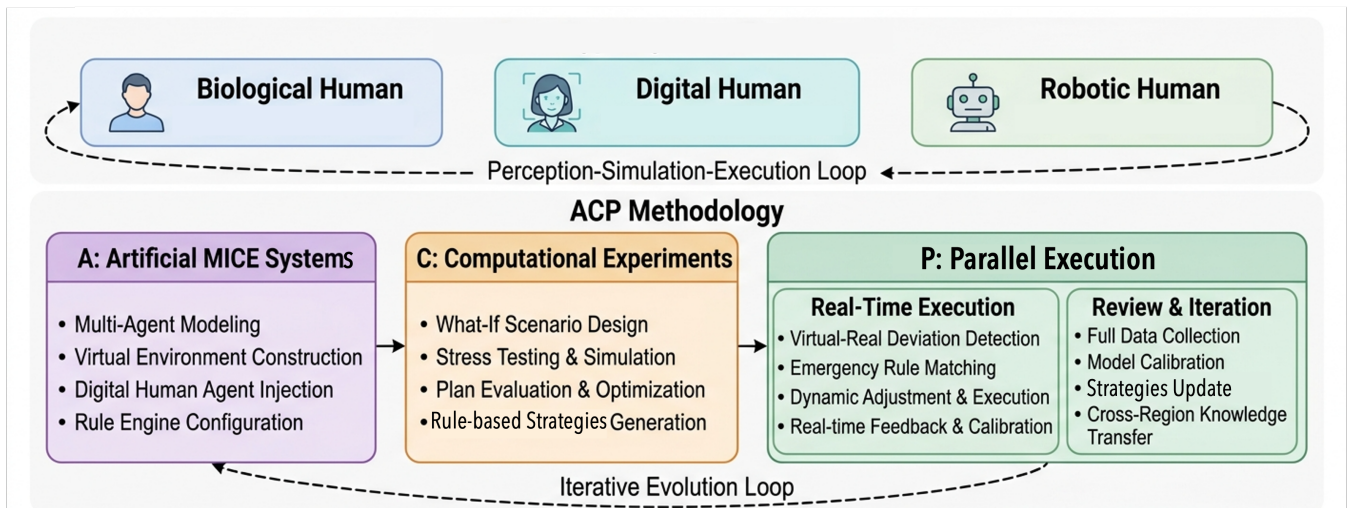 Biological Human
Digital Human
Robotic Human
Perception-Simulation-Execution Loop
ACP Methodology
A: Artificial MICE Systems
• Multi-Agent Modeling
• Virtual Environment Construction
• Digital Human Agent Injection
• Rule Engine Configuration
C: Computational Experiments
• What-If Scenario Design
• Stress Testing & Simulation
• Plan Evaluation & Optimization
• Rule-based Strategies Generation
P: Parallel Execution
Real-Time Execution
• Virtual-Real Deviation Detection
• Emergency Rule Matching
• Dynamic Adjustment & Execution
• Real-time Feedback & Calibration
Review & Iteration
• Full Data Collection
• Model Calibration
• Strategies Update
• Cross-Region Knowledge
Transfer
Iterative Evolution Loop